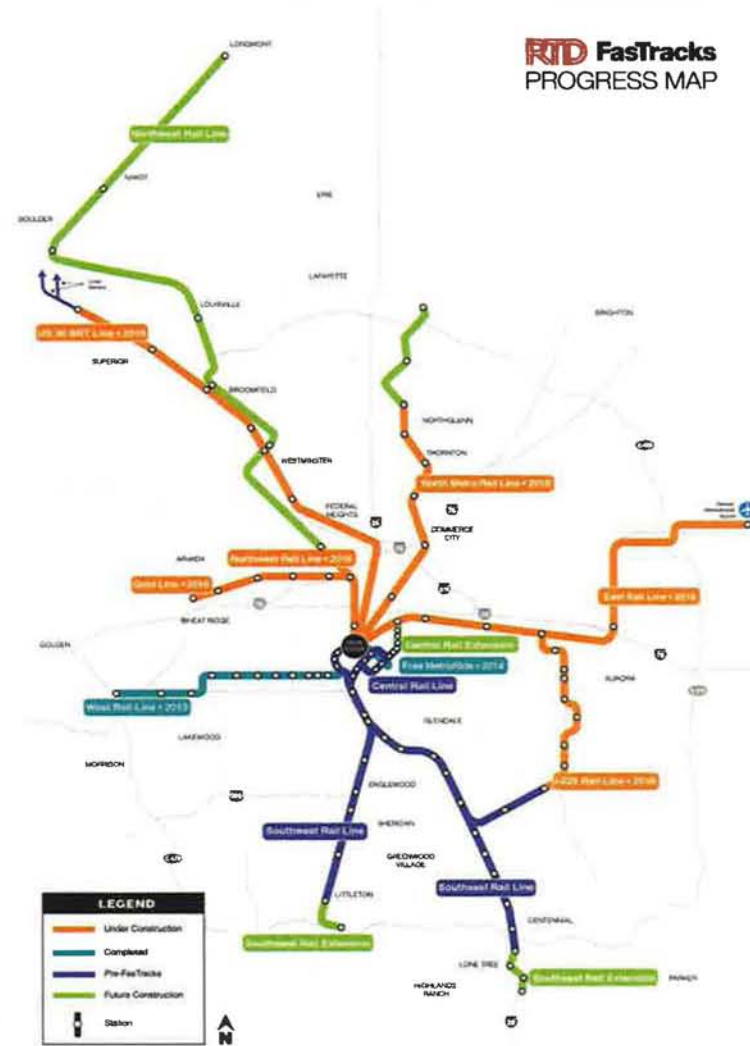 RTD FasTracks
PROGRESS MAP
LONGMONT
Northwest Rail Line
NIWOT
ERIE
BOULDER
LAFAYETTE
LOUISVILLE
BRIGHTON
US 36 BRT Line • 2016
SUPERIOR
BROOMFIELD
NORTHGLENN
THORNTON
WESTMINSTER
North Metro Rail Line • 2018
FEDERAL
HEIGHTS
COMMERCE
CITY
ARVADA
Northwest Rail Line • 2016
Gold Line • 2016
East Rail Line • 2016
WHEAT RIDGE
GOLDEN
Central Rail Extension
Free MetroRide • 2014
AURORA
Central Rail Line
West Rail Line • 2013
GLENDALE
LAKEWOOD
MORRISON
I-225 Rail Line • 2016
ENGLEWOOD
SHERIDAN
Southwest Rail Line
GREENWOOD
VILLAGE
Southeast Rail Line
LITTLETON
CENTENNIAL
Southwest Rail Extension
LONE TREE
Southeast Rail Extension
PARKER
HIGHLANDS
RANCH
LEGEND
Under Construction
Completed
Pre-FasTracks
Future Construction
Station
N